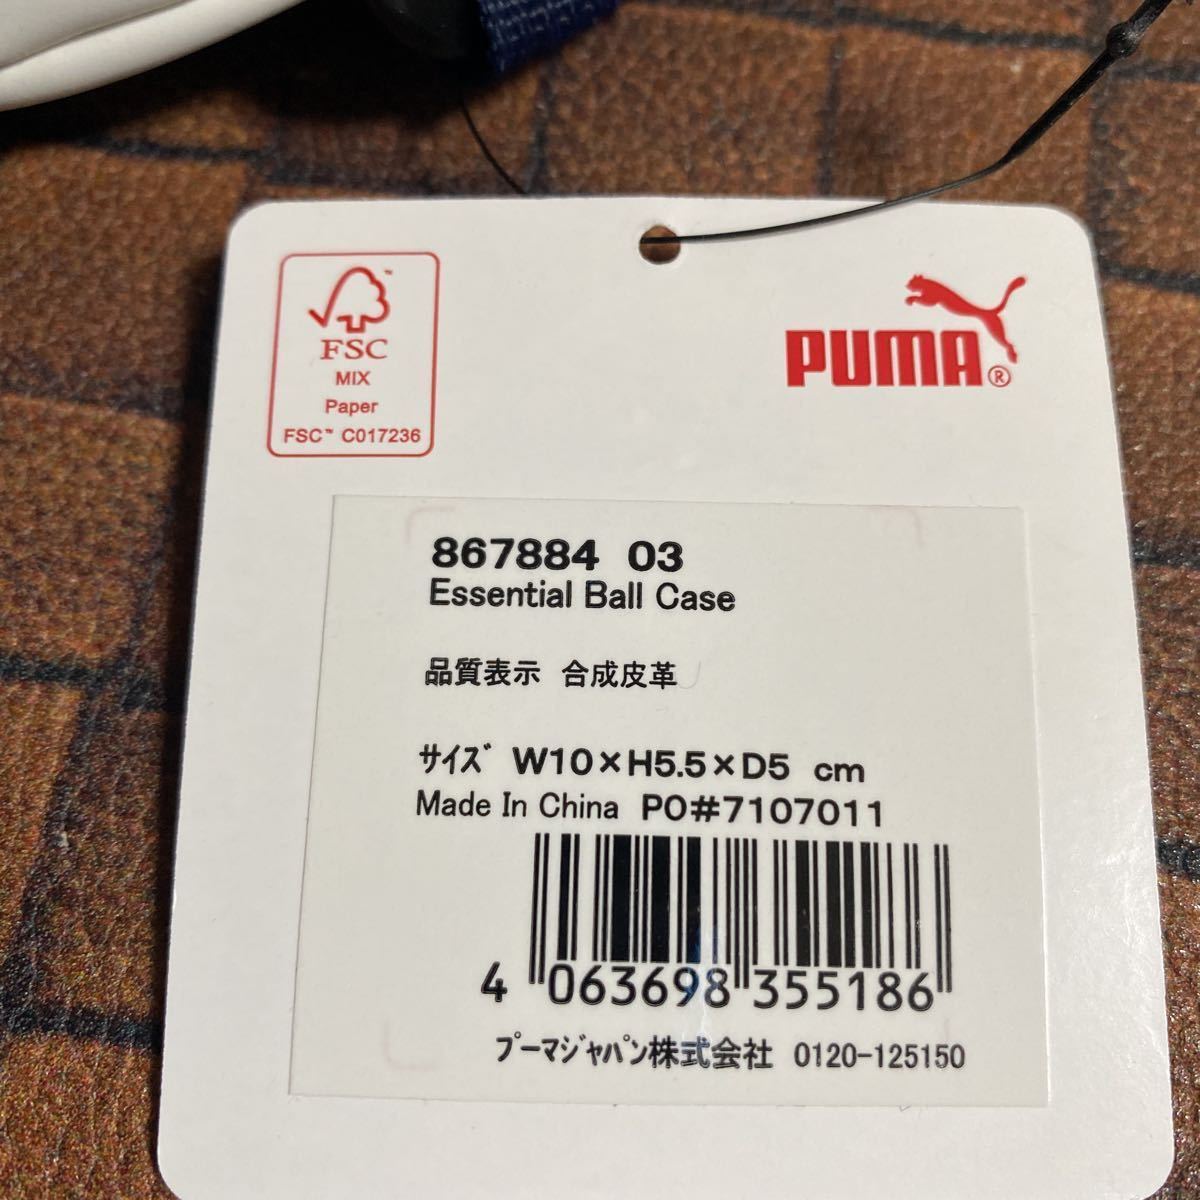 FSC
MIX
Paper
FSC™ C017236
PUMA®
867884 03
Essential Ball Case
品質表示 合成皮革
サイズ W10×H5.5×D5 cm
Made In China PO#7107011
4 063698 355186
プーマジャパン株式会社 0120-125150